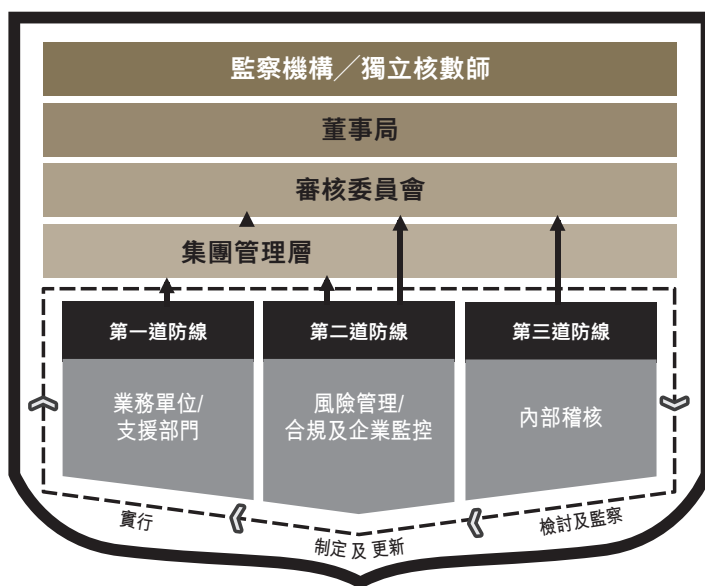 監察機構／獨立核數師
董事局
審核委員會
集團管理層
第一道防線
第二道防線
第三道防線
業務單位/
支援部門
風險管理/
合規及企業監控
內部稽核
實行
制定及更新
檢討及監察